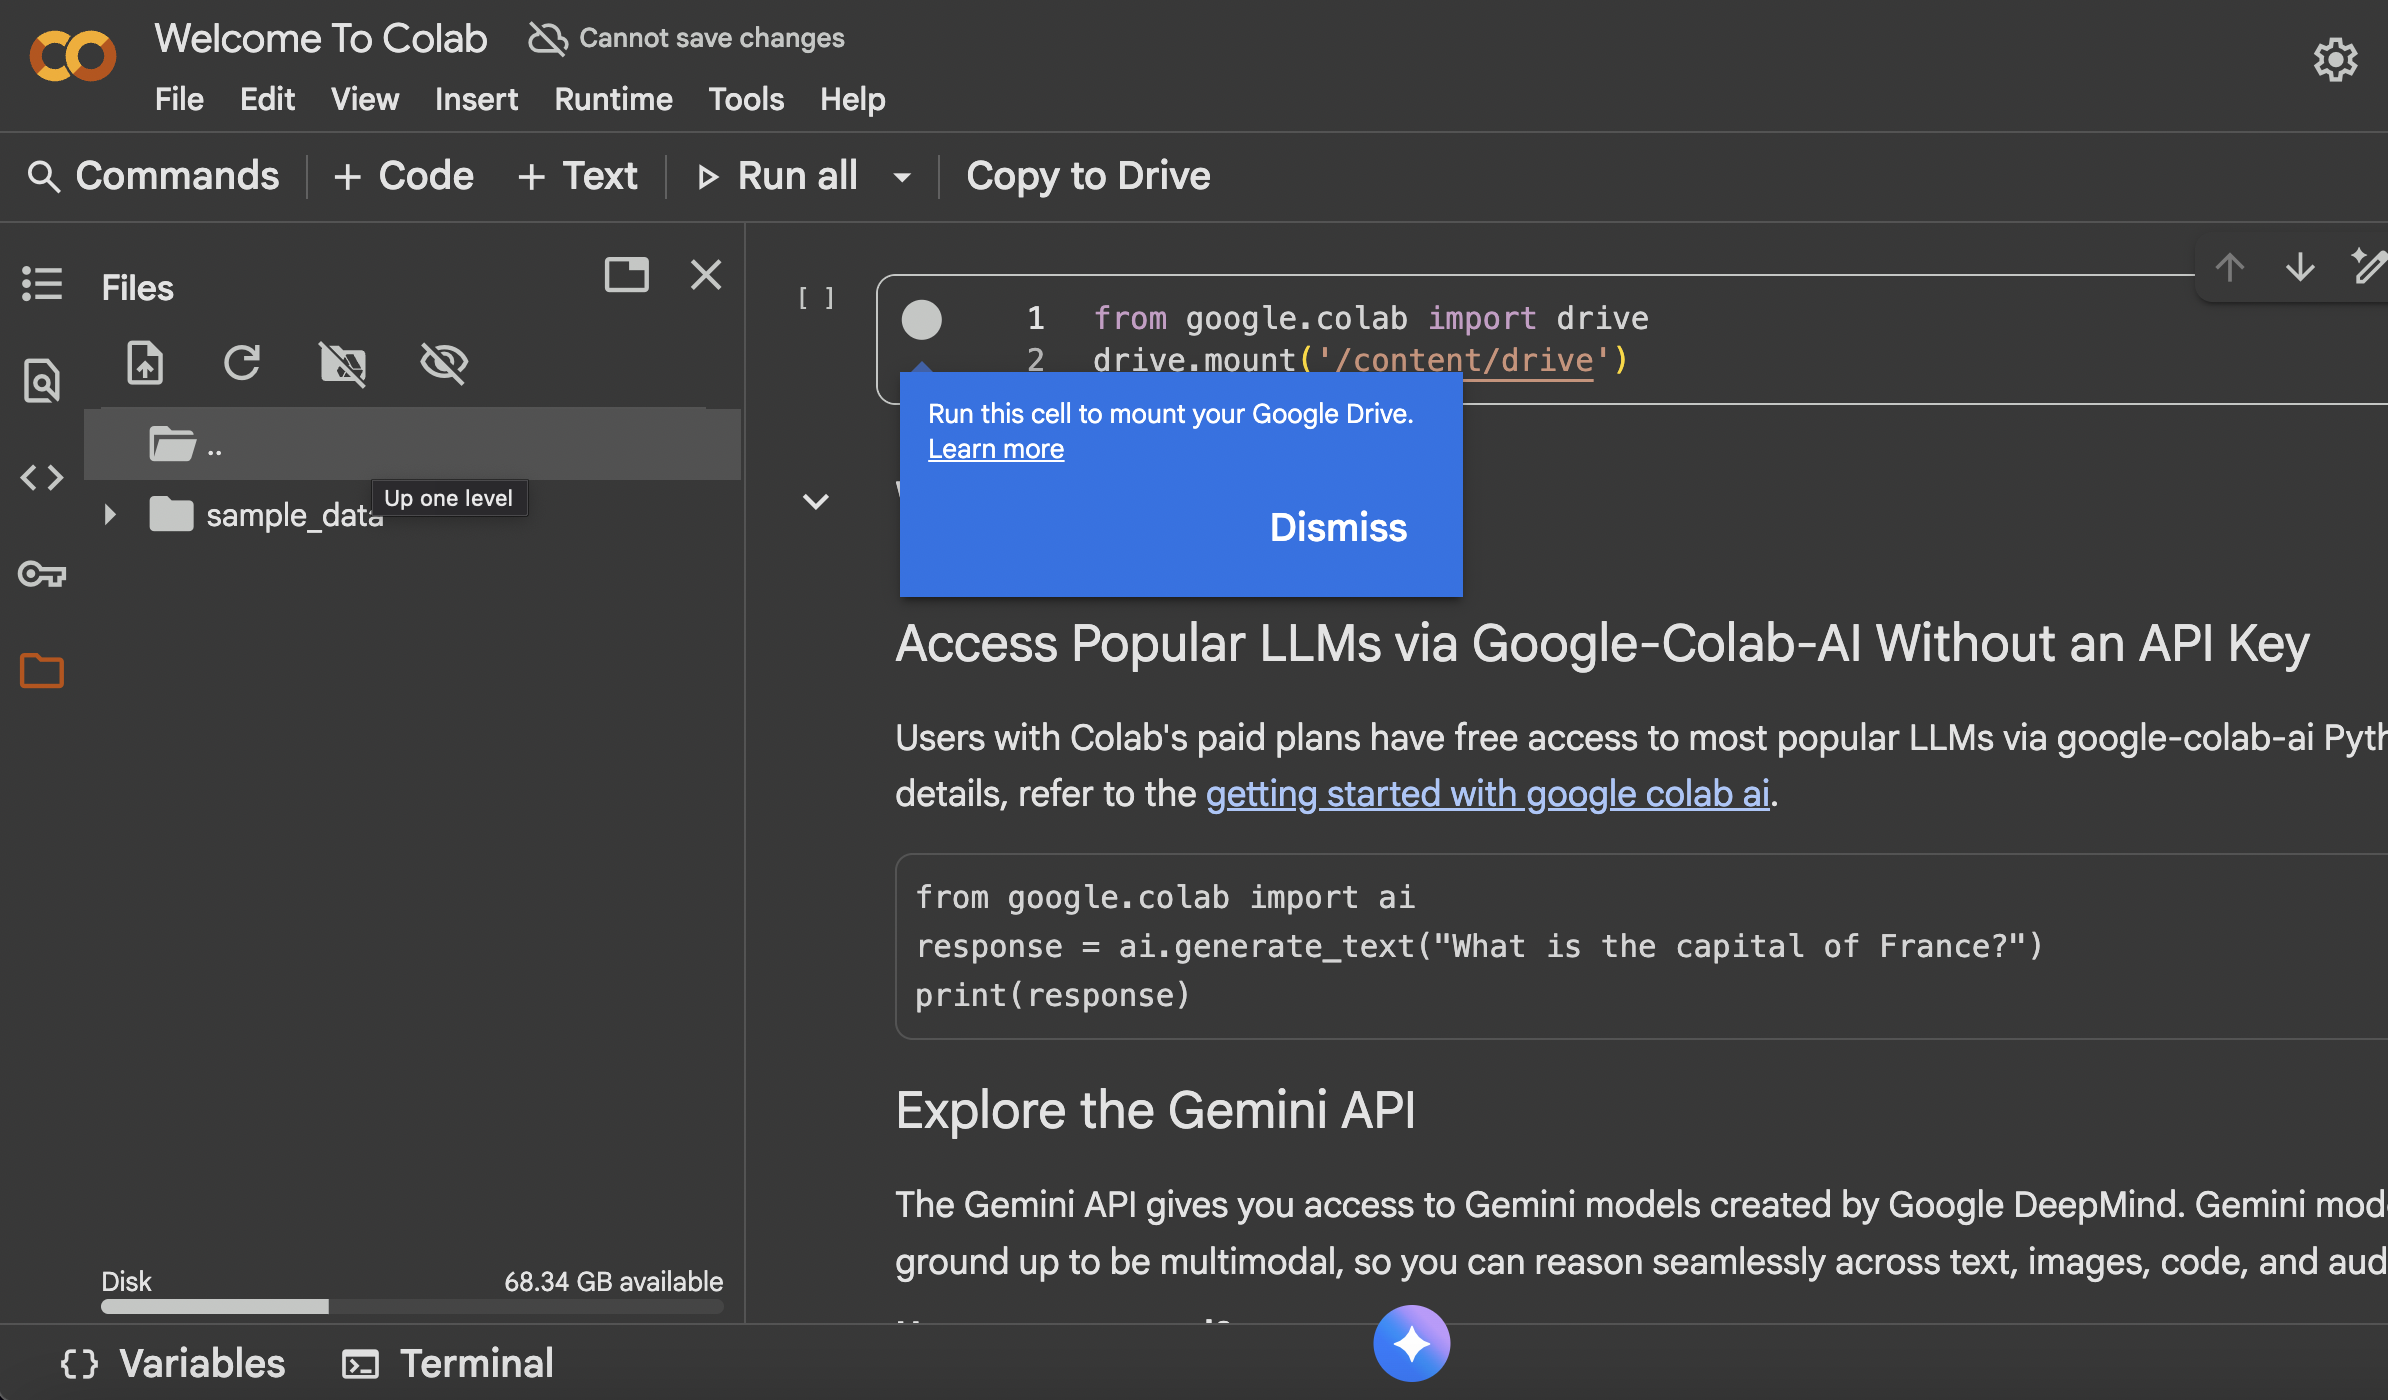 Welcome To Colab
Cannot save changes
File Edit View Insert Runtime Tools Help
Commands + Code + Text Run all Copy to Drive
Files
..
sample_data
Up one level
[ ]
1 from google.colab import drive
2 drive.mount('/content/drive')
Run this cell to mount your Google Drive.
Learn more
Dismiss
Access Popular LLMs via Google-Colab-AI Without an API Key
Users with Colab's paid plans have free access to most popular LLMs via google-colab-ai Pyth
details, refer to the getting started with google colab ai.
from google.colab import ai
response = ai.generate_text("What is the capital of France?")
print(response)
Explore the Gemini API
The Gemini API gives you access to Gemini models created by Google DeepMind. Gemini mod
ground up to be multimodal, so you can reason seamlessly across text, images, code, and aud
Disk 68.34 GB available
{} Variables Terminal